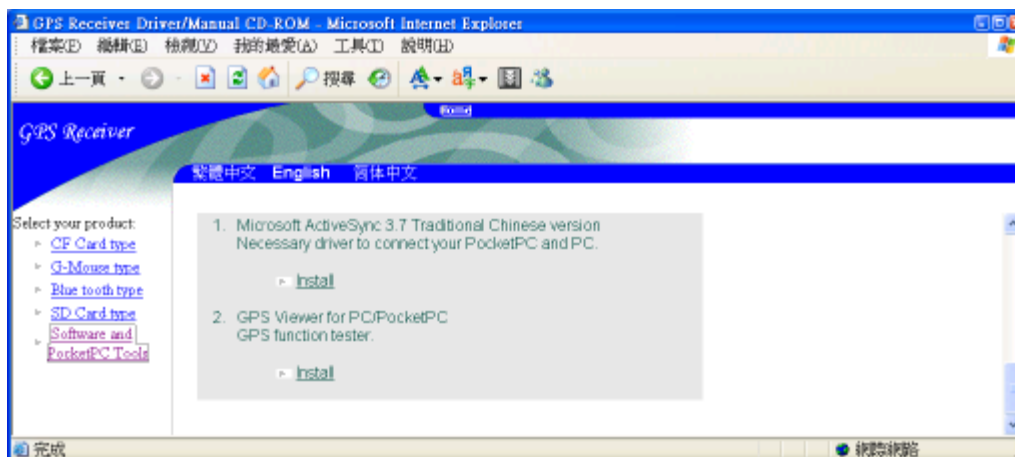 GPS Receiver Driver/Manual CD-ROM - Microsoft Internet Explorer
檔案(F) 編輯(E) 檢視(V) 我的最愛(A) 工具(T) 說明(H)
上一頁 搜尋
Home
GPS Receiver
繁體中文 English 简体中文
Select your product:
CF Card type
G-Mouse type
Blue tooth type
SD Card type
Software and
PocketPC Tools
1. Microsoft ActiveSync 3.7 Traditional Chinese version
Necessary driver to connect your PocketPC and PC.
Install
2. GPS Viewer for PC/PocketPC
GPS function tester.
Install
完成 網際網路